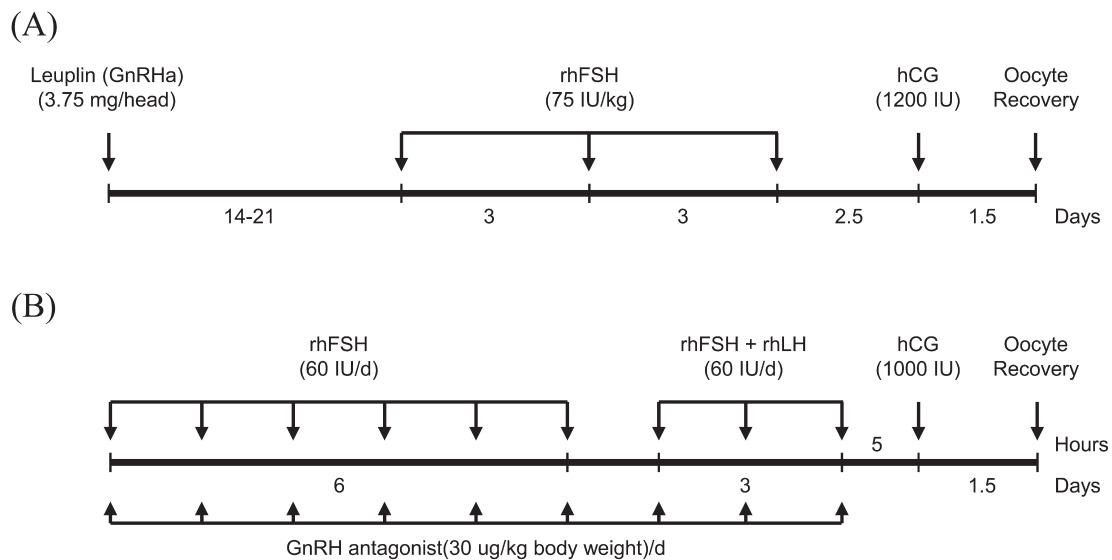 (A)
Leuplin (GnRHa)
(3.75 mg/head)
rhFSH
(75 IU/kg)
hCG
(1200 IU)
Oocyte
Recovery
14-21
3
3
2.5
1.5
Days
(B)
rhFSH
(60 IU/d)
rhFSH + rhLH
(60 IU/d)
hCG
(1000 IU)
Oocyte
Recovery
5
Hours
6
3
1.5
Days
GnRH antagonist(30 ug/kg body weight)/d